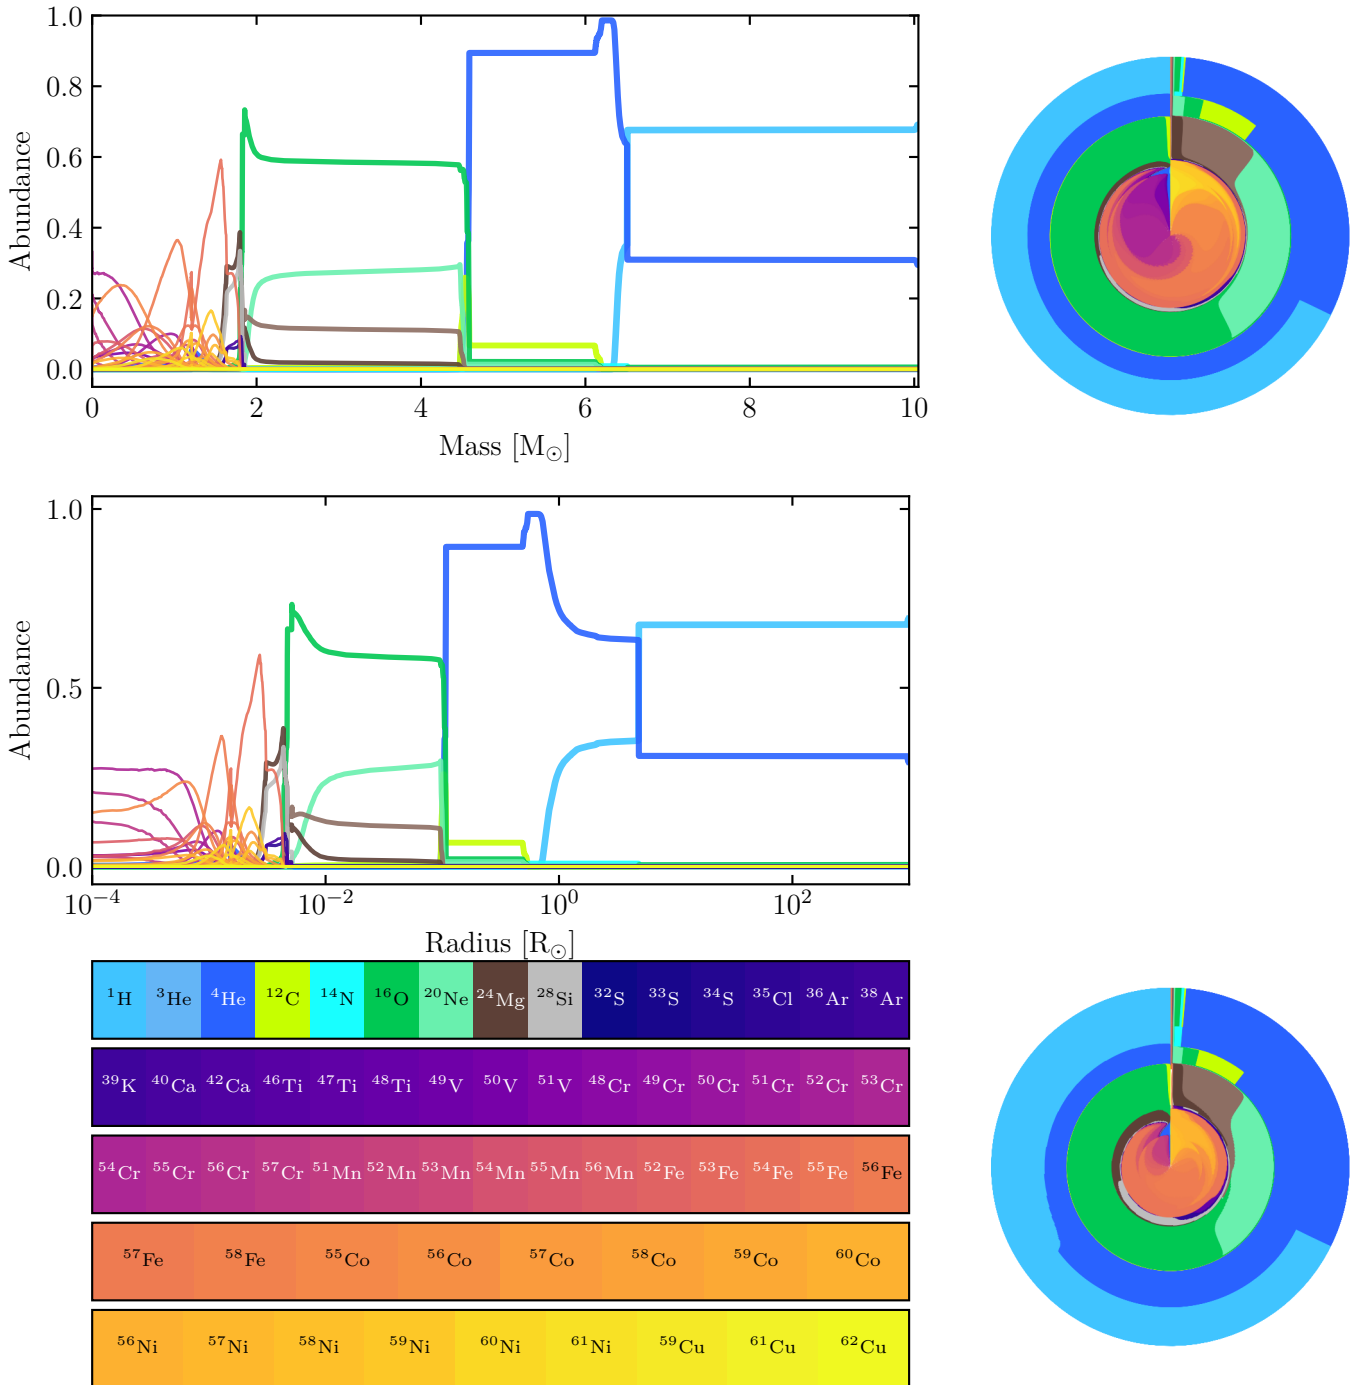 1.0
0.8
0.6
0.4
0.2
0.0
Abundance
0 2 4 6 8 10
Mass [M☉]
1.0
0.5
0.0
Abundance
10⁻⁴ 10⁻² 10⁰ 10²
Radius [R☉]
¹H ³He ⁴He ¹²C ¹⁴N ¹⁶O ²⁰Ne ²⁴Mg ²⁸Si ³²S ³³S ³⁴S ³⁵Cl ³⁶Ar ³⁸Ar
³⁹K ⁴⁰Ca ⁴²Ca ⁴⁶Ti ⁴⁷Ti ⁴⁸Ti ⁴⁹V ⁵⁰V ⁵¹V ⁴⁸Cr ⁴⁹Cr ⁵⁰Cr ⁵¹Cr ⁵²Cr ⁵³Cr
⁵⁴Cr ⁵⁵Cr ⁵⁶Cr ⁵⁷Cr ⁵¹Mn ⁵²Mn ⁵³Mn ⁵⁴Mn ⁵⁵Mn ⁵⁶Mn ⁵²Fe ⁵³Fe ⁵⁴Fe ⁵⁵Fe ⁵⁶Fe
⁵⁷Fe ⁵⁸Fe ⁵⁵Co ⁵⁶Co ⁵⁷Co ⁵⁸Co ⁵⁹Co ⁶⁰Co
⁵⁶Ni ⁵⁷Ni ⁵⁸Ni ⁵⁹Ni ⁶⁰Ni ⁶¹Ni ⁵⁹Cu ⁶¹Cu ⁶²Cu